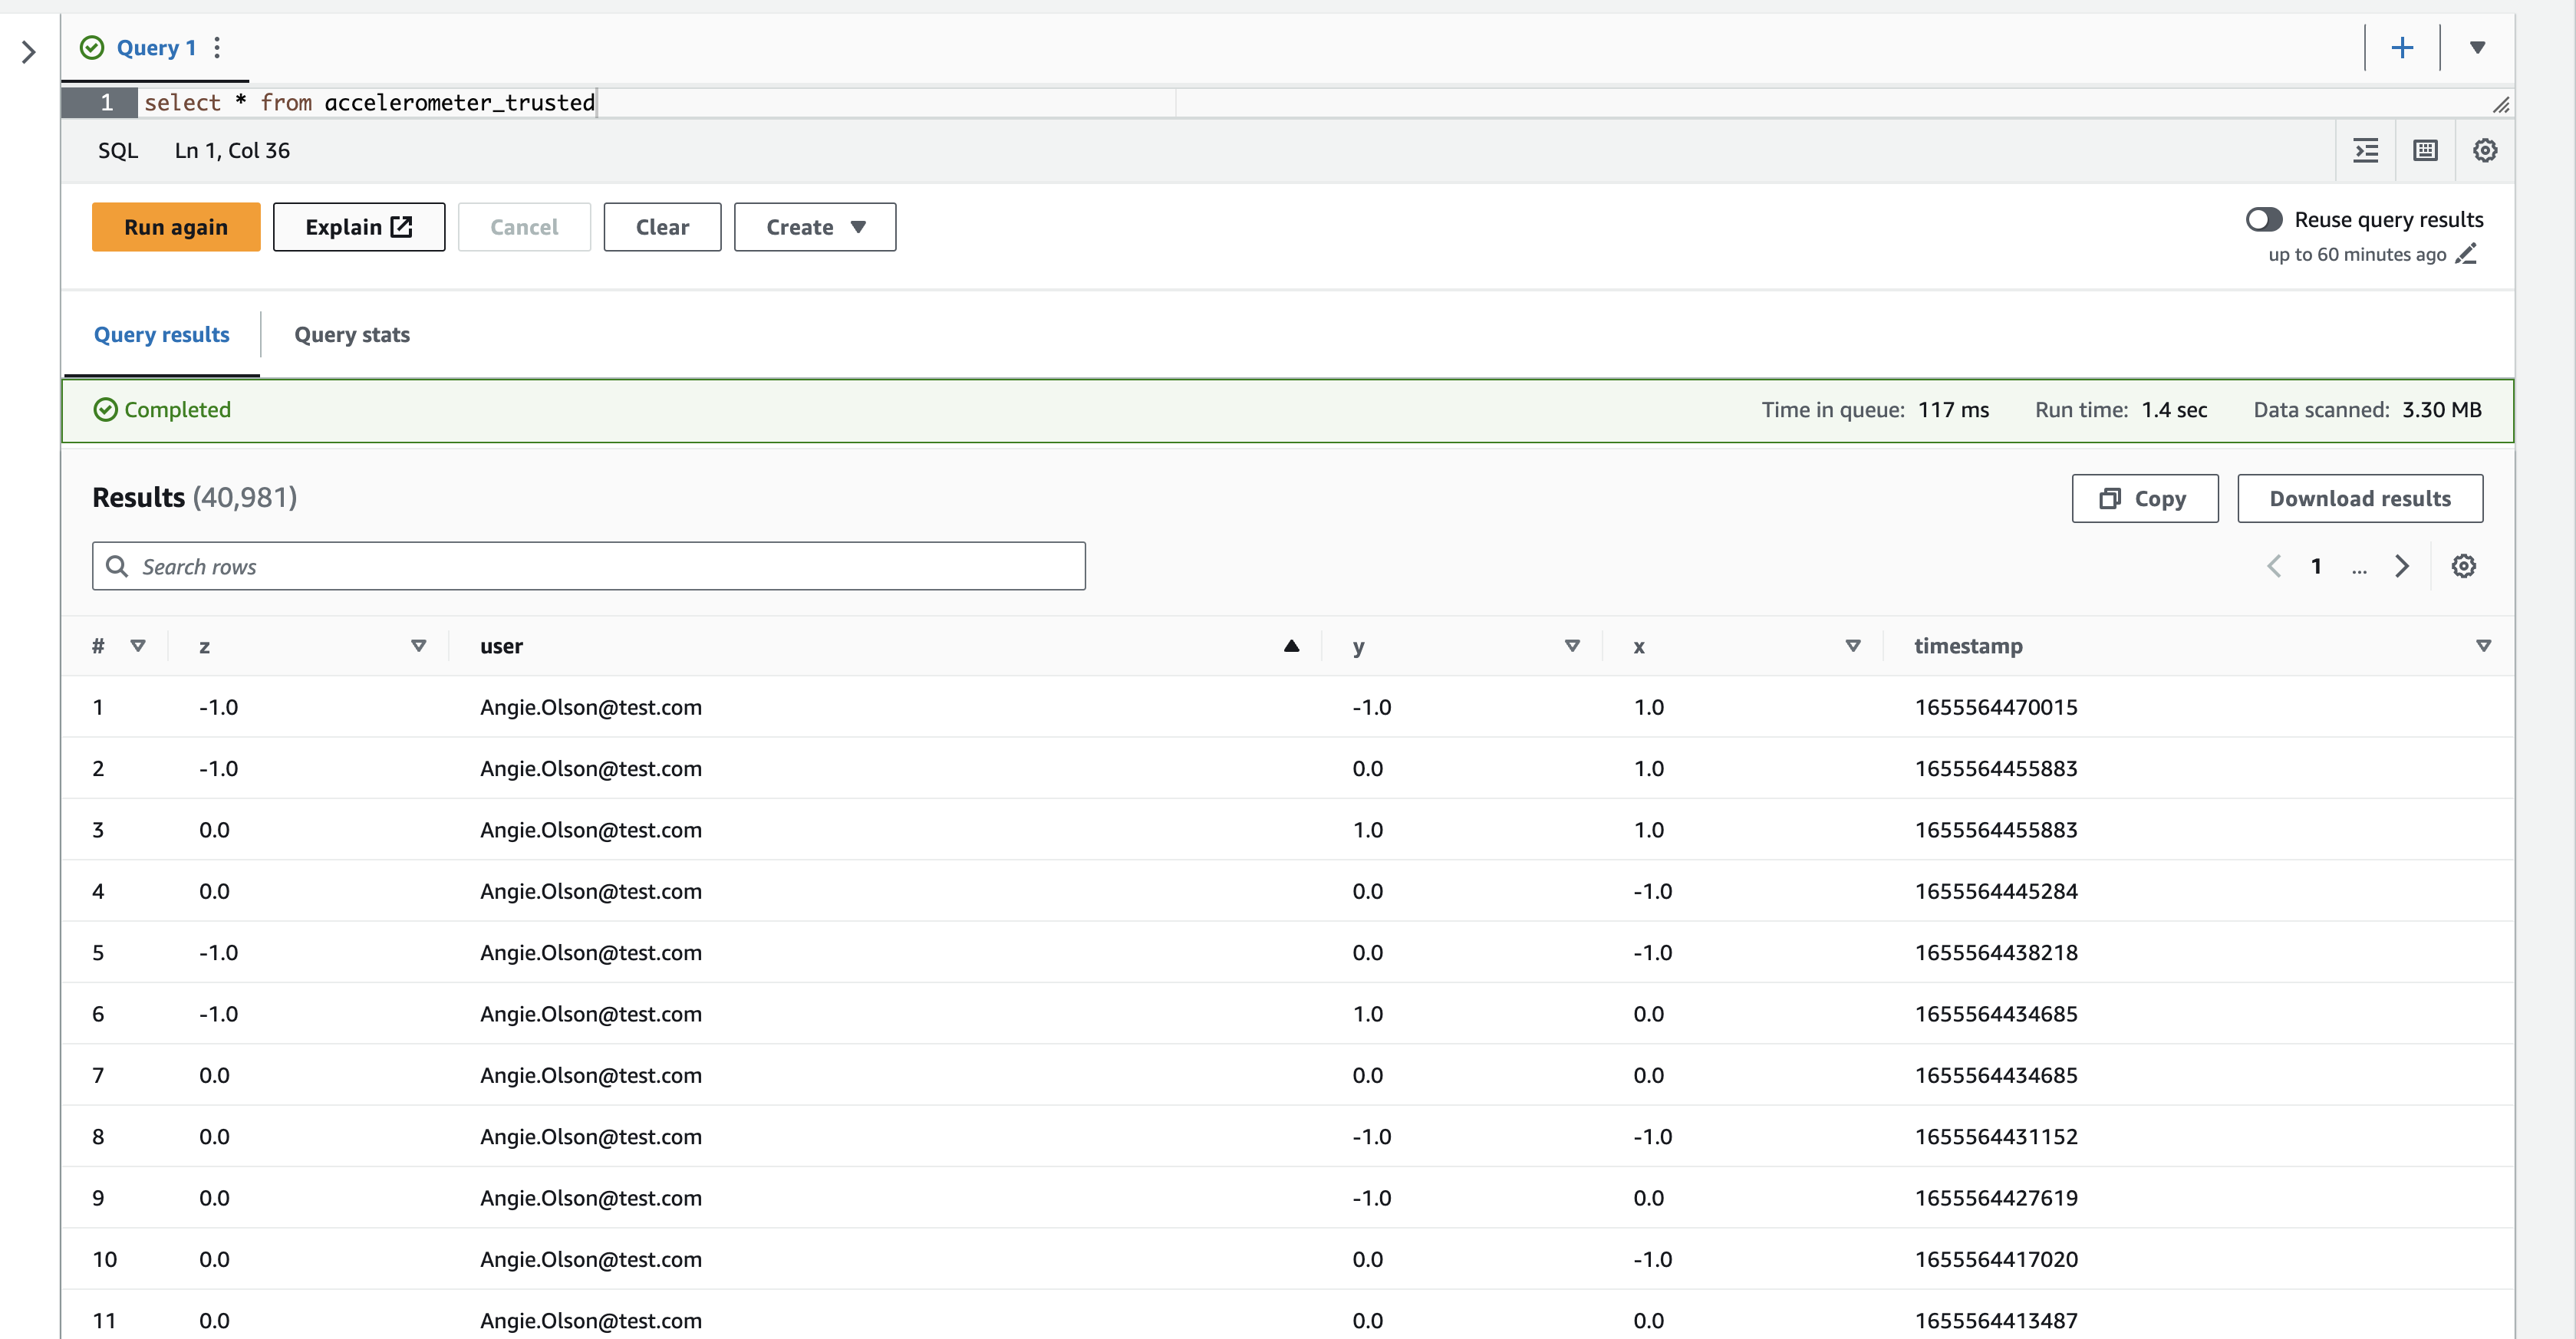 Query 1
1 select * from accelerometer_trusted
SQL Ln 1, Col 36
Run again Explain Cancel Clear Create Reuse query results
up to 60 minutes ago
Query results Query stats
Completed Time in queue: 117 ms Run time: 1.4 sec Data scanned: 3.30 MB
Results (40,981) Copy Download results
Search rows 1 ...
# z user y x timestamp
1 -1.0 Angie.Olson@test.com -1.0 1.0 1655564470015
2 -1.0 Angie.Olson@test.com 0.0 1.0 1655564455883
3 0.0 Angie.Olson@test.com 1.0 1.0 1655564455883
4 0.0 Angie.Olson@test.com 0.0 -1.0 1655564445284
5 -1.0 Angie.Olson@test.com 0.0 -1.0 1655564438218
6 -1.0 Angie.Olson@test.com 1.0 0.0 1655564434685
7 0.0 Angie.Olson@test.com 0.0 0.0 1655564434685
8 0.0 Angie.Olson@test.com -1.0 -1.0 1655564431152
9 0.0 Angie.Olson@test.com -1.0 0.0 1655564427619
10 0.0 Angie.Olson@test.com 0.0 -1.0 1655564417020
11 0.0 Angie.Olson@test.com 0.0 0.0 1655564413487